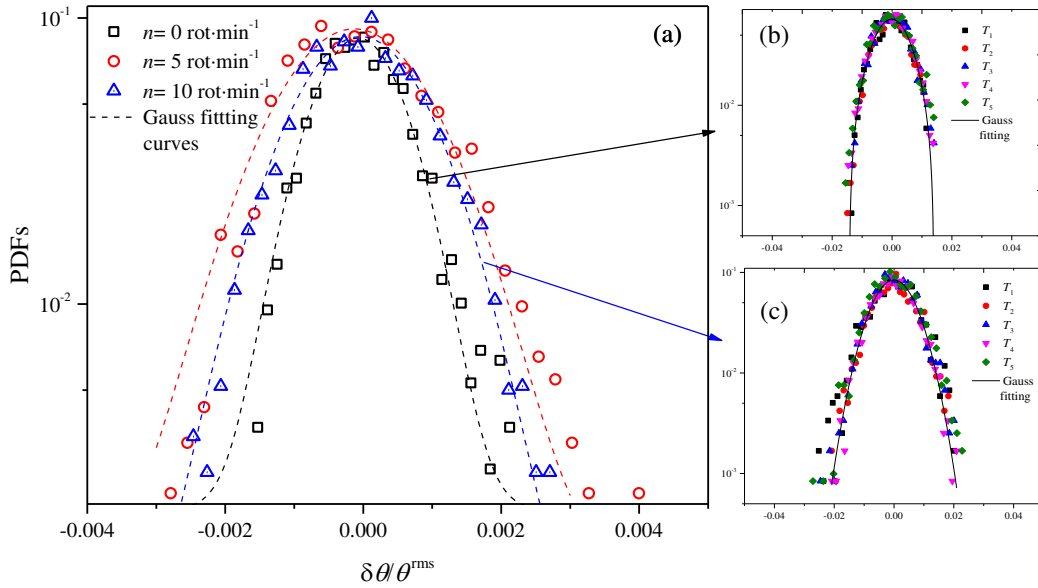 (a)
n= 0 rot·min⁻¹
n= 5 rot·min⁻¹
n= 10 rot·min⁻¹
Gauss fittting
curves
10⁻¹
10⁻²
PDFs
-0.004
-0.002
0.000
0.002
0.004
δθ/θʳᵐˢ
(b)
T₁
T₂
T₃
T₄
T₅
Gauss
fitting
10⁻²
10⁻³
-0.04
-0.02
0.00
0.02
0.04
(c)
T₁
T₂
T₃
T₄
T₅
Gauss
fitting
10⁻¹
10⁻²
10⁻³
-0.04
-0.02
0.00
0.02
0.04